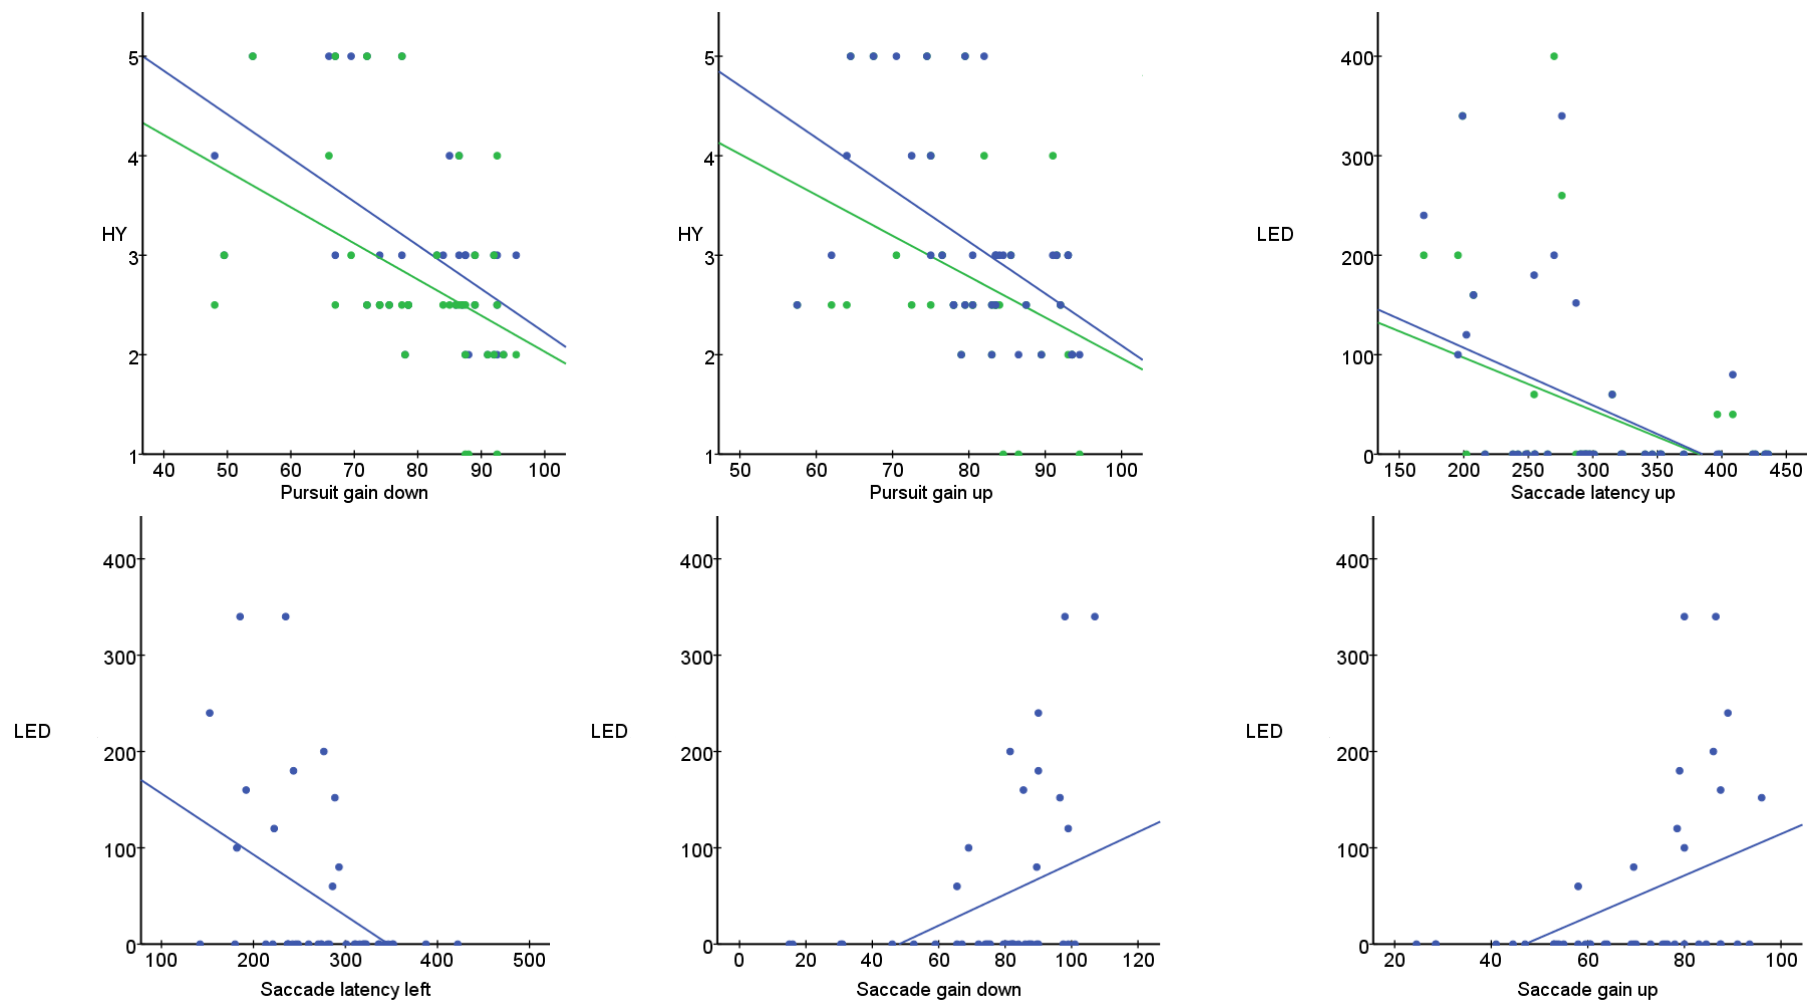 5
4
HY
3
2
1
40 50 60 70 80 90 100
Pursuit gain down
5
4
HY
3
2
1
50 60 70 80 90 100
Pursuit gain up
400
300
LED
200
100
0
150 200 250 300 350 400 450
Saccade latency up
400
300
LED
200
100
0
100 200 300 400 500
Saccade latency left
400
300
LED
200
100
0
0 20 40 60 80 100 120
Saccade gain down
400
300
LED
200
100
0
20 40 60 80 100
Saccade gain up